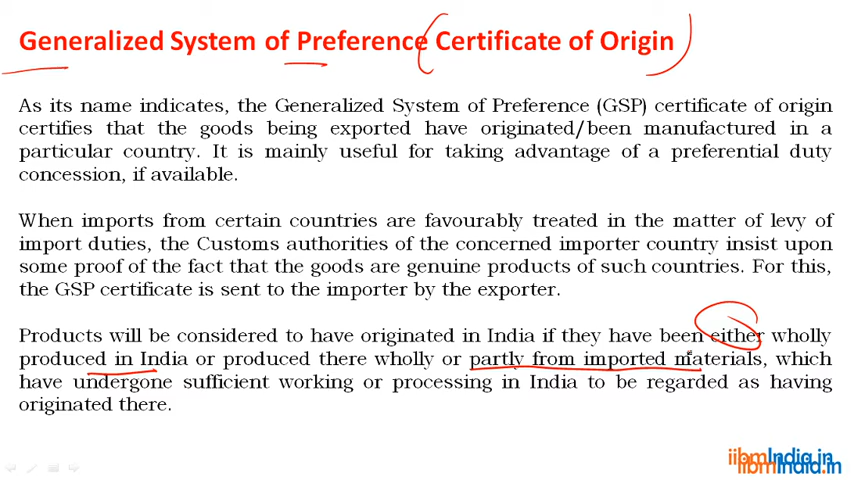 Generalized System of Preference Certificate of Origin
As its name indicates, the Generalized System of Preference (GSP) certificate of origin
certifies that the goods being exported have originated/been manufactured in a
particular country. It is mainly useful for taking advantage of a preferential duty
concession, if available.
When imports from certain countries are favourably treated in the matter of levy of
import duties, the Customs authorities of the concerned importer country insist upon
some proof of the fact that the goods are genuine products of such countries. For this,
the GSP certificate is sent to the importer by the exporter.
Products will be considered to have originated in India if they have been either wholly
produced in India or produced there wholly or partly from imported materials, which
have undergone sufficient working or processing in India to be regarded as having
originated there.
iibmIndia.in
iibmIndia.in